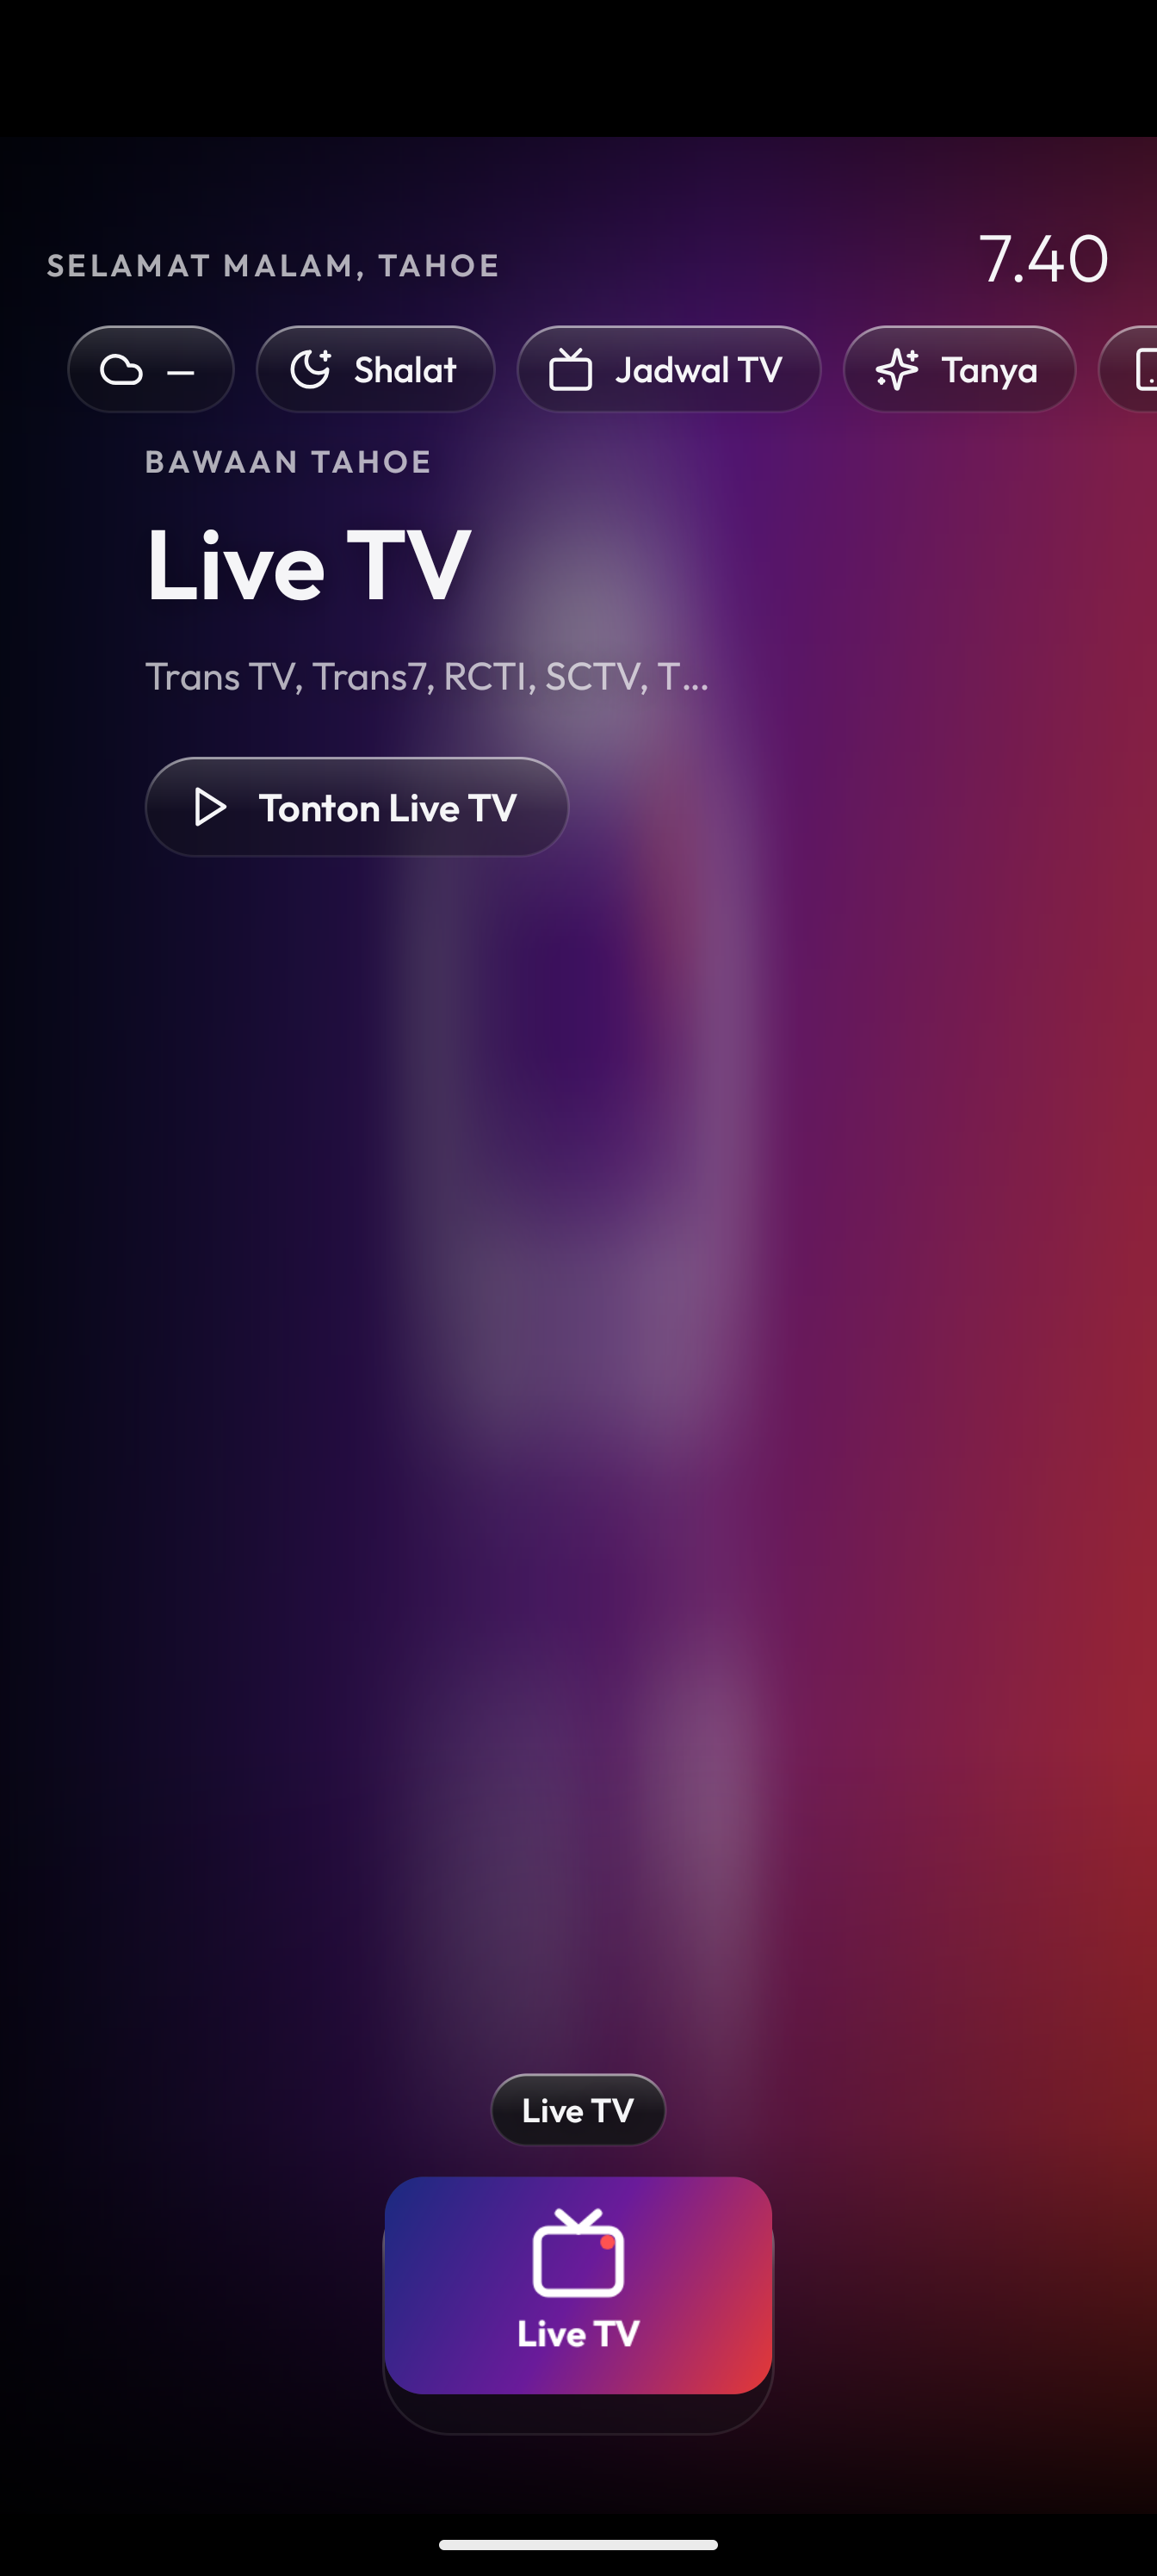 SELAMAT MALAM, TAHOE
7.40
—
Shalat
Jadwal TV
Tanya
BAWAAN TAHOE
Live TV
Trans TV, Trans7, RCTI, SCTV, T...
Tonton Live TV
Live TV
Live TV